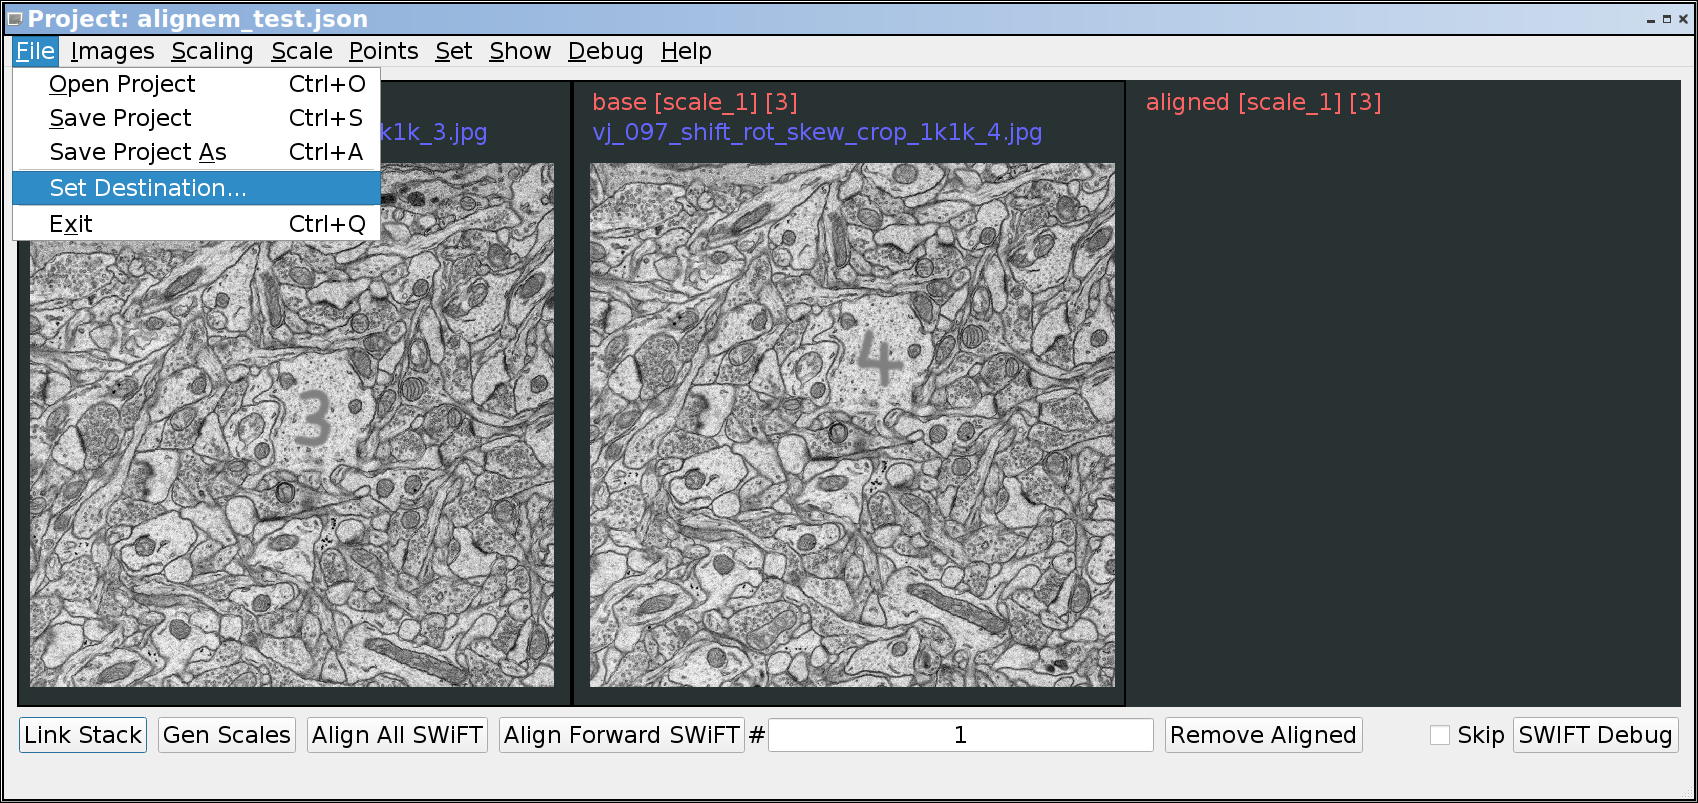 Project: alignem_test.json
File Images Scaling Scale Points Set Show Debug Help
Open Project Ctrl+O
Save Project Ctrl+S
Save Project As Ctrl+A
Set Destination...
Exit Ctrl+Q
k1k_3.jpg
3
base [scale_1] [3]
vj_097_shift_rot_skew_crop_1k1k_4.jpg
4
aligned [scale_1] [3]
Link Stack Gen Scales Align All SWiFT Align Forward SWiFT # 1 Remove Aligned Skip SWIFT Debug